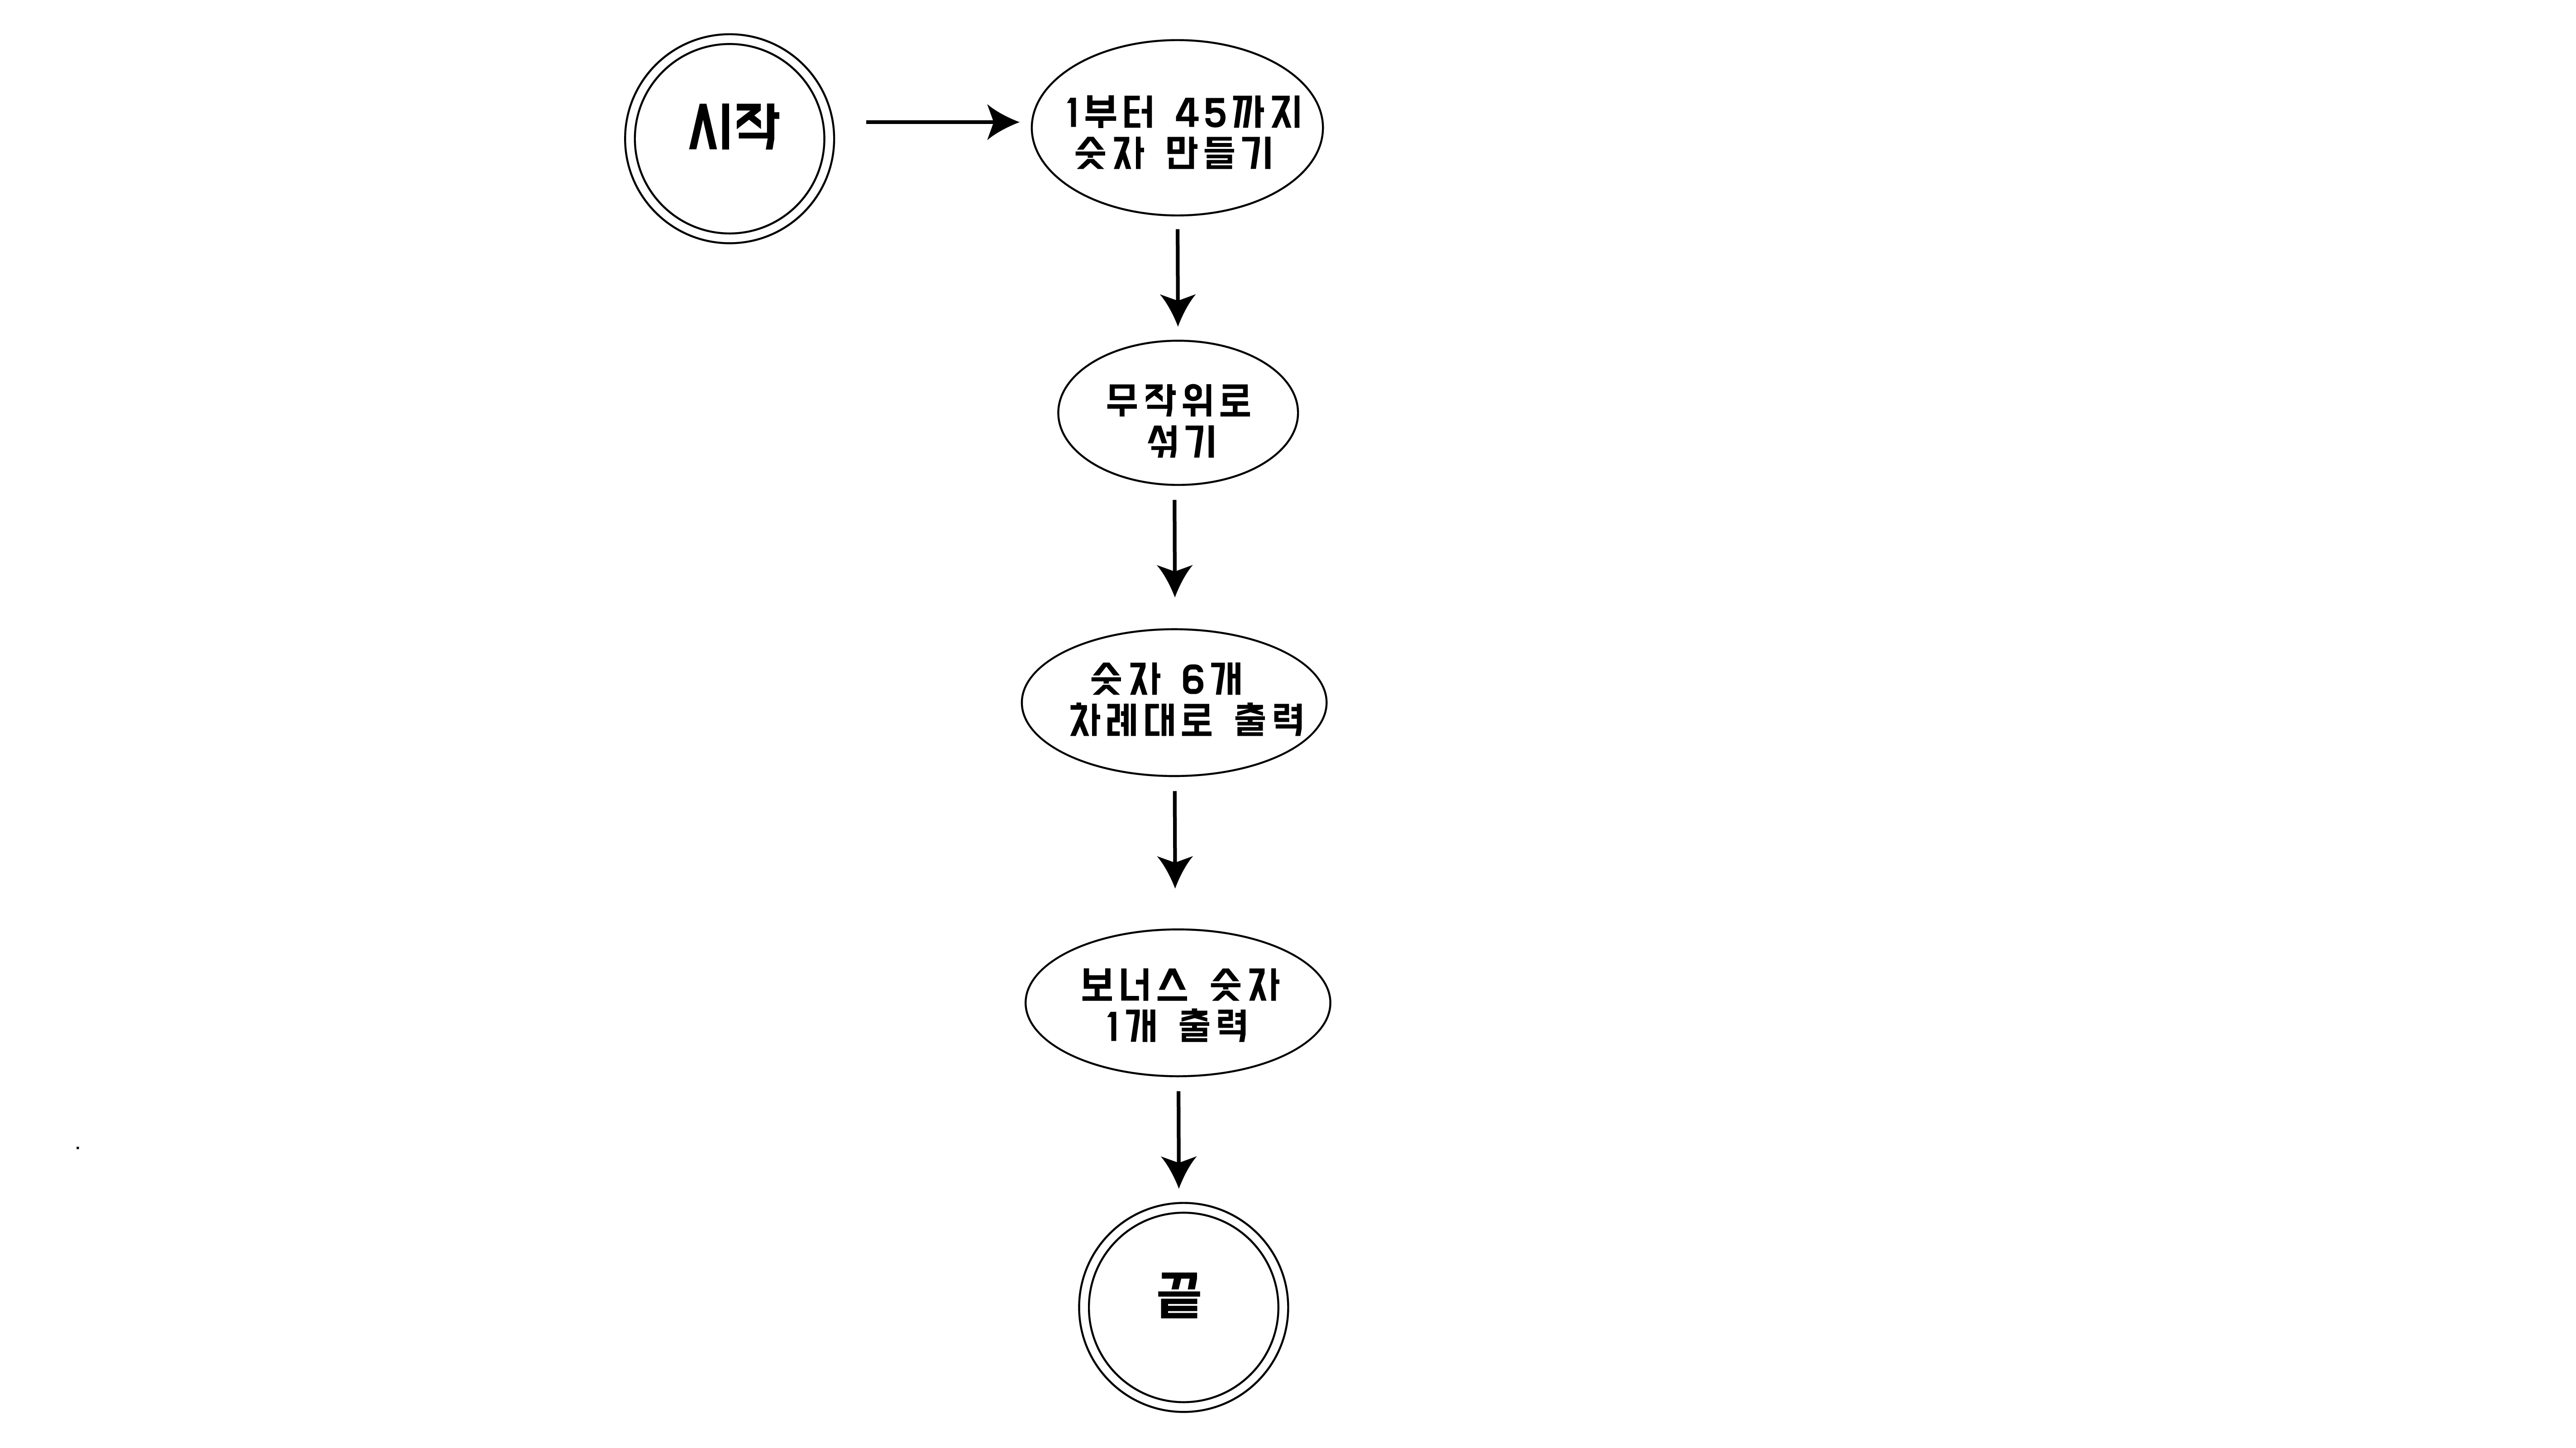 시작
1부터 45까지
숫자 만들기
무작위로
섞기
숫자 6개
차례대로 출력
보너스 숫자
1개 출력
끝